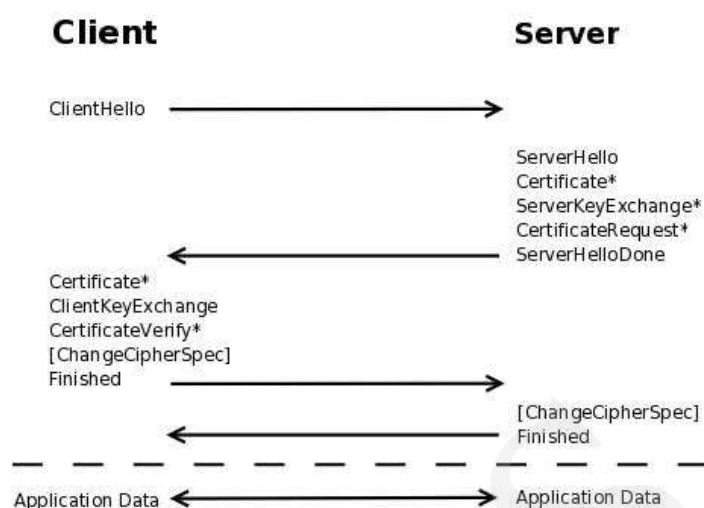 Client Server
ClientHello
ServerHello
Certificate*
ServerKeyExchange*
CertificateRequest*
ServerHelloDone
Certificate*
ClientKeyExchange
CertificateVerify*
[ChangeCipherSpec]
Finished
[ChangeCipherSpec]
Finished
Application Data Application Data